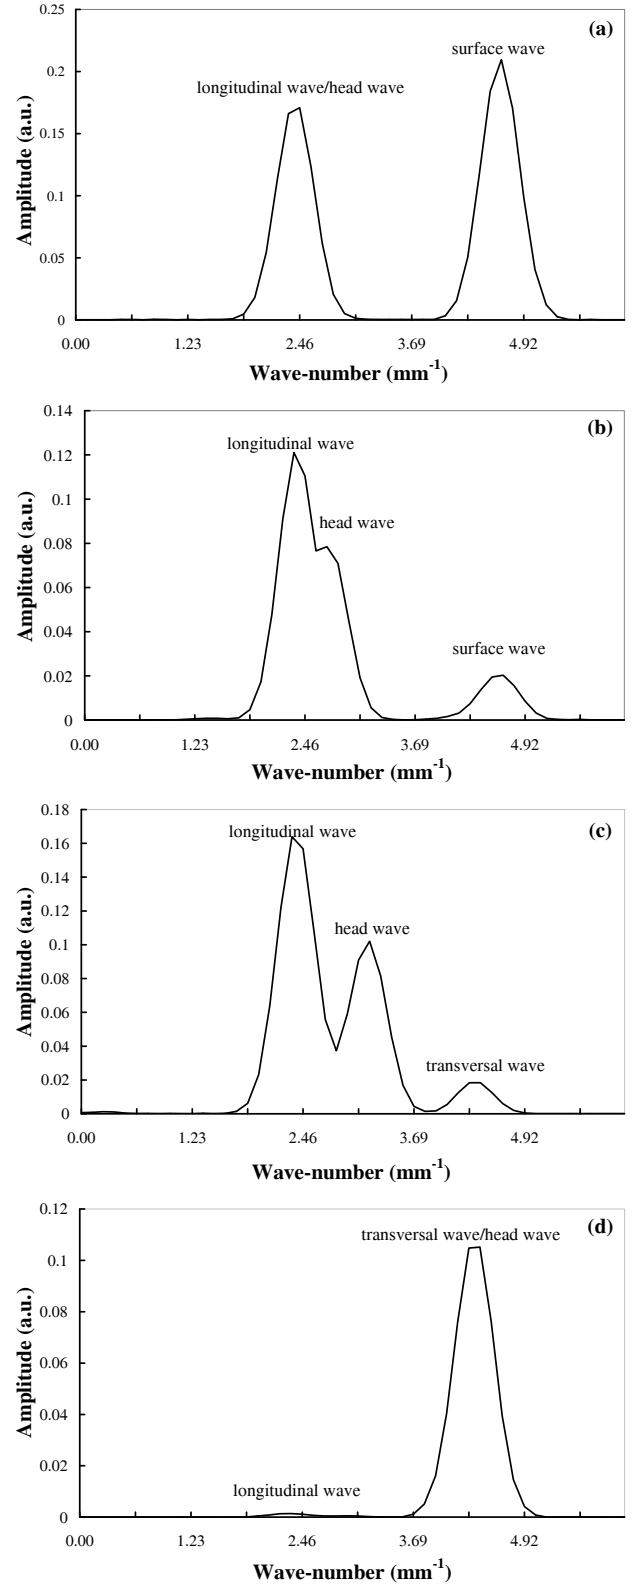 (a)
surface wave
longitudinal wave/head wave
Amplitude (a.u.)
0.25
0.2
0.15
0.1
0.05
0
0.00 1.23 2.46 3.69 4.92
Wave-number (mm-1)
(b)
longitudinal wave
head wave
surface wave
Amplitude (a.u.)
0.14
0.12
0.1
0.08
0.06
0.04
0.02
0
0.00 1.23 2.46 3.69 4.92
Wave-number (mm-1)
(c)
longitudinal wave
head wave
transversal wave
Amplitude (a.u.)
0.18
0.16
0.14
0.12
0.1
0.08
0.06
0.04
0.02
0
0.00 1.23 2.46 3.69 4.92
Wave-number (mm-1)
(d)
transversal wave/head wave
longitudinal wave
Amplitude (a.u.)
0.12
0.1
0.08
0.06
0.04
0.02
0
0.00 1.23 2.46 3.69 4.92
Wave-number (mm-1)